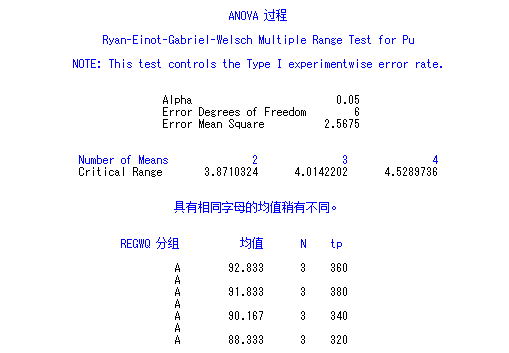 ANOVA 过程
Ryan-Einot-Gabriel-Welsch Multiple Range Test for Pu
NOTE: This test controls the Type I experimentwise error rate.
Alpha 0.05
Error Degrees of Freedom 6
Error Mean Square 2.5675
Number of Means 2 3 4
Critical Range 3.8710324 4.0142202 4.5289736
具有相同字母的均值稍有不同。
REGWQ 分组 均值 N tp
A 92.833 3 360
A
A 91.833 3 380
A
A 90.167 3 340
A
A 88.333 3 320